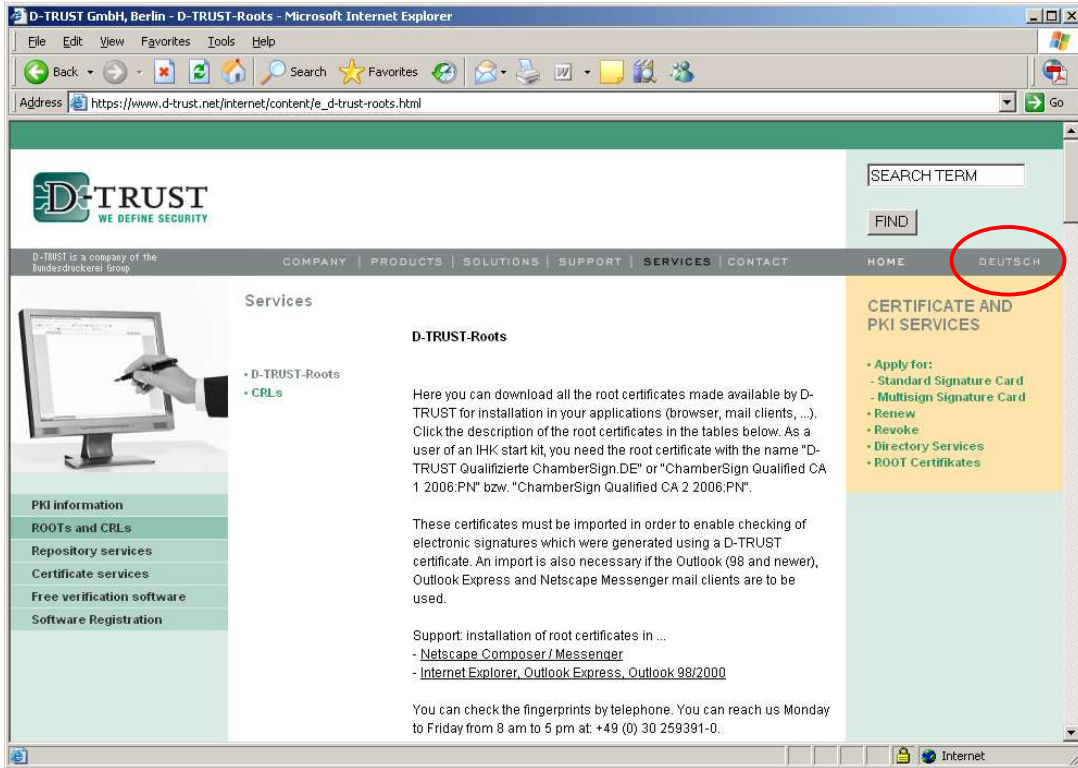 D-TRUST GmbH, Berlin - D-TRUST-Roots - Microsoft Internet Explorer
File Edit View Favorites Tools Help
Back Search Favorites
Address https://www.d-trust.net/internet/content/e_d-trust-roots.html Go
D-TRUST
WE DEFINE SECURITY
SEARCH TERM
FIND
D-TRUST is a company of the
Bundesdruckerei Group
COMPANY | PRODUCTS | SOLUTIONS | SUPPORT | SERVICES | CONTACT
HOME DEUTSCH
Services
D-TRUST-Roots
• D-TRUST-Roots
• CRLs
Here you can download all the root certificates made available by D-
TRUST for installation in your applications (browser, mail clients, ...).
Click the description of the root certificates in the tables below. As a
user of an IHK start kit, you need the root certificate with the name "D-
TRUST Qualifizierte ChamberSign.DE" or "ChamberSign Qualified CA
1 2006:PN" bzw. "ChamberSign Qualified CA 2 2006:PN".
These certificates must be imported in order to enable checking of
electronic signatures which were generated using a D-TRUST
certificate. An import is also necessary if the Outlook (98 and newer),
Outlook Express and Netscape Messenger mail clients are to be
used.
Support: installation of root certificates in ...
- Netscape Composer / Messenger
- Internet Explorer, Outlook Express, Outlook 98/2000
You can check the fingerprints by telephone. You can reach us Monday
to Friday from 8 am to 5 pm at: +49 (0) 30 259391-0.
PKI information
ROOTs and CRLs
Repository services
Certificate services
Free verification software
Software Registration
CERTIFICATE AND
PKI SERVICES
• Apply for:
- Standard Signature Card
- Multisign Signature Card
• Renew
• Revoke
• Directory Services
• ROOT Certifikates
Internet